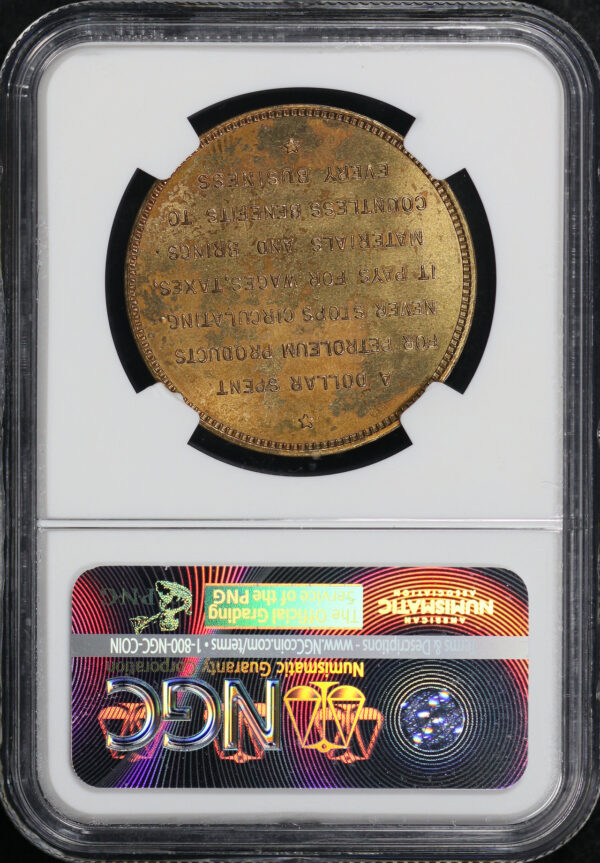 NGC
Numismatic Guaranty
Corporation
Terms & Descriptions - www.NGCcoin.com/terms • 1-800-NGC-COIN
AMERICAN
NUMISMATIC
ASSOCIATION
The Official Grading
Service of the PNG
PNG
A DOLLAR SPENT
FOR PETROLEUM PRODUCTS
NEVER STOPS CIRCULATING.
IT PAYS FOR WAGES, TAXES,
MATERIALS AND BRINGS
COUNTLESS BENEFITS TO
EVERY BUSINESS